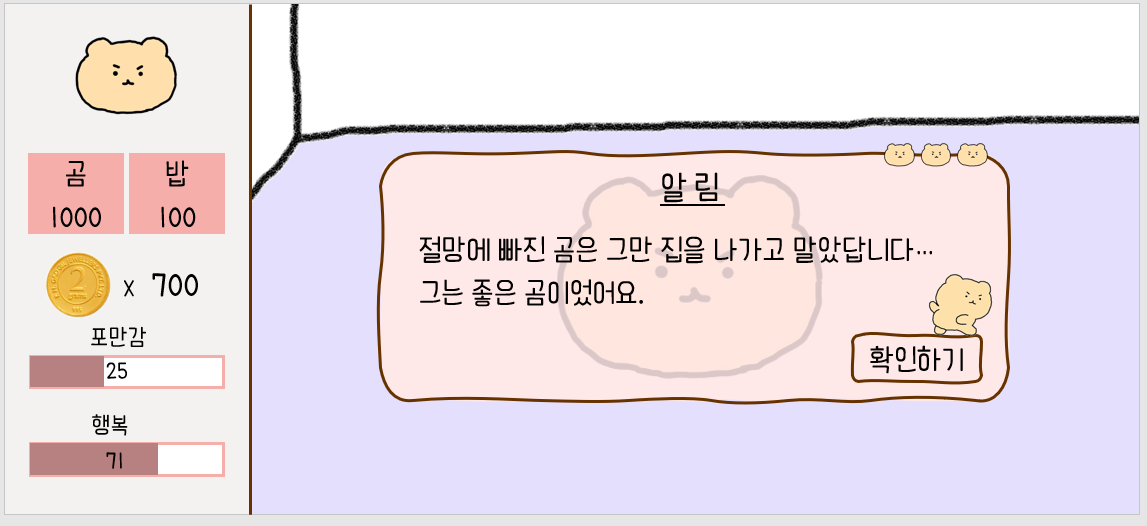 곰
밥
1000
100
2
x 700
포만감
25
행복
71
알 림
절망에 빠진 곰은 그만 집을 나가고 말았답니다…
그는 좋은 곰이었어요.
확인하기